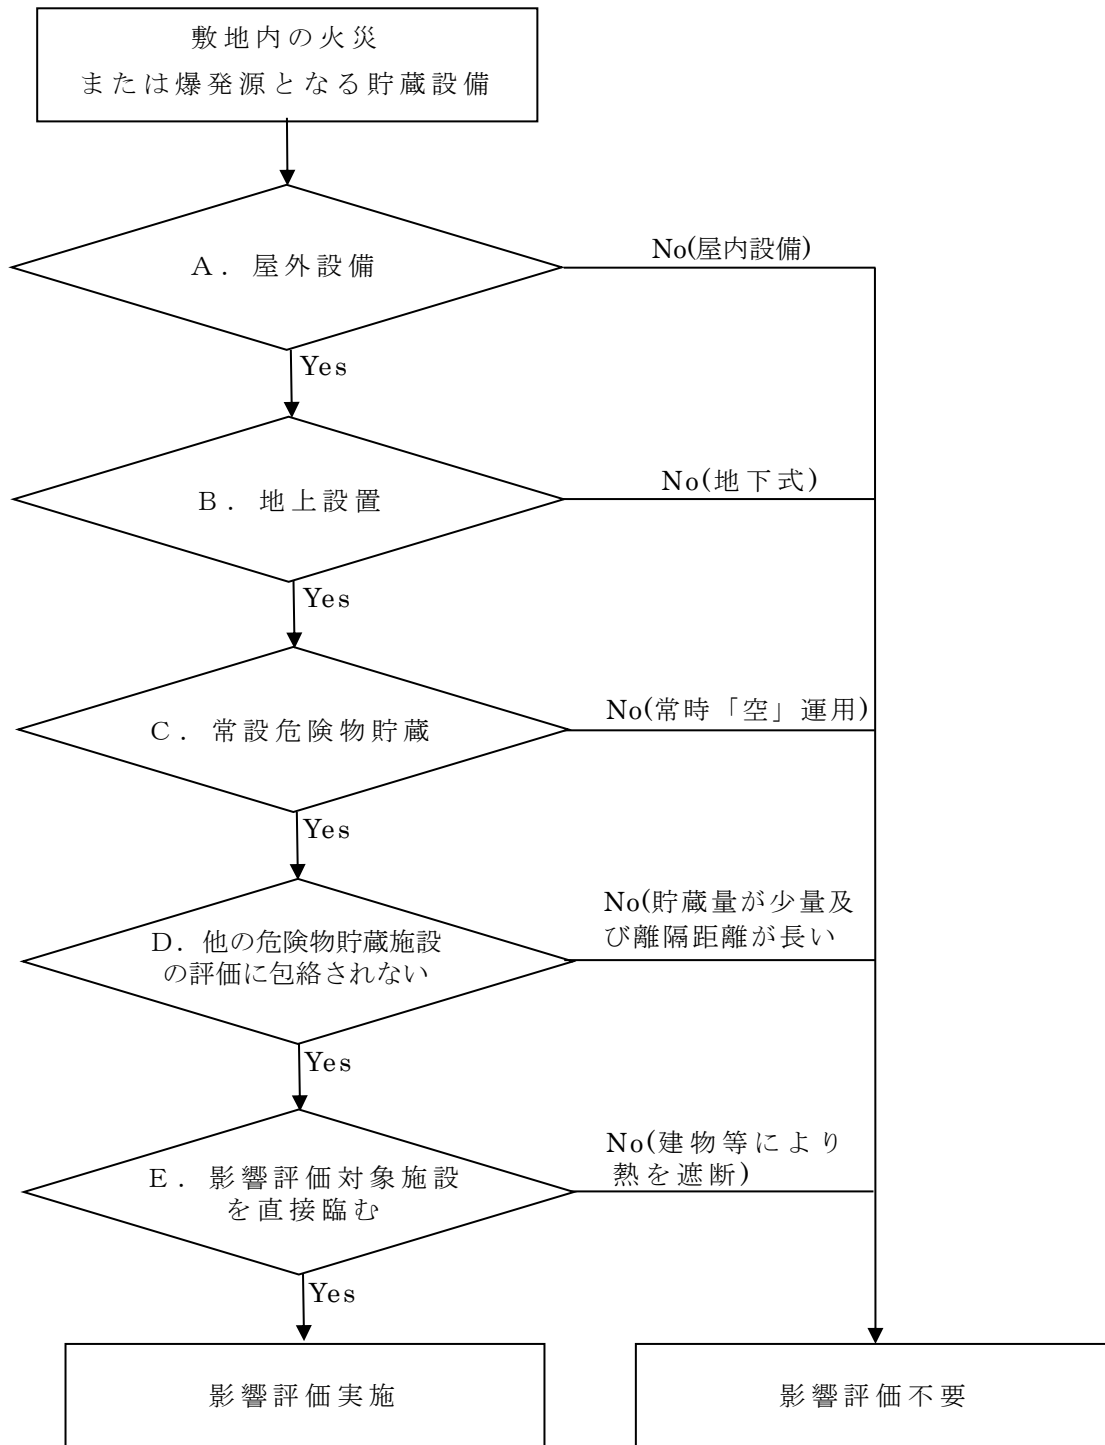 敷地内の火災
または爆発源となる貯蔵設備
A．屋外設備
No(屋内設備)
Yes
B．地上設置
No(地下式)
Yes
C．常設危険物貯蔵
No(常時「空」運用)
Yes
D．他の危険物貯蔵施設
の評価に包絡されない
No(貯蔵量が少量及
び離隔距離が長い
Yes
E．影響評価対象施設
を直接臨む
No(建物等により
熱を遮断)
Yes
影響評価実施
影響評価不要